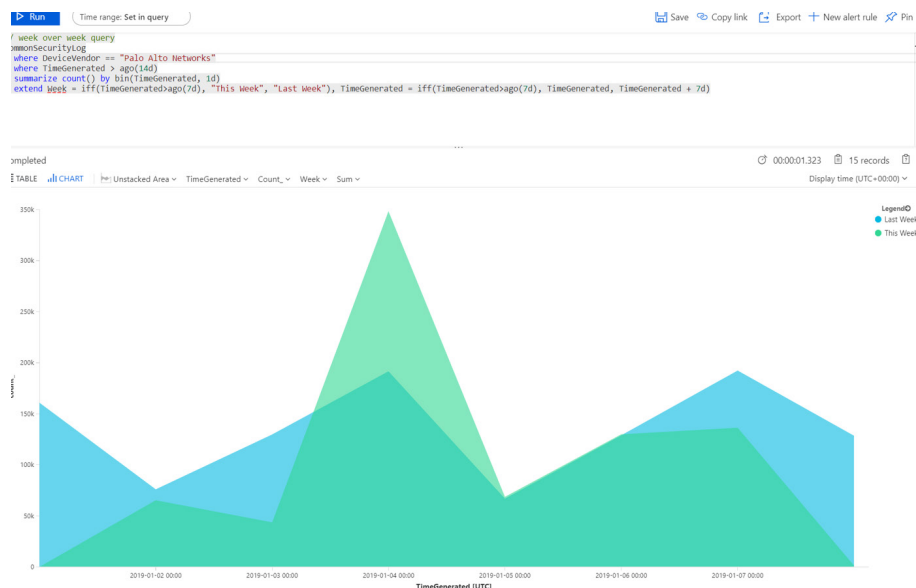 Run Time range: Set in query Save Copy link Export New alert rule Pin
/ week over week query
ommonSecurityLog
where DeviceVendor == "Palo Alto Networks"
where TimeGenerated > ago(14d)
summarize count() by bin(TimeGenerated, 1d)
extend Week = iff(TimeGenerated>ago(7d), "This Week", "Last Week"), TimeGenerated = iff(TimeGenerated>ago(7d), TimeGenerated, TimeGenerated + 7d)
...
ompleted 00:00:01.323 15 records
TABLE CHART Unstacked Area TimeGenerated Count_ Week Sum Display time (UTC+00:00)
Legend
Last Week
This Week
350k
300k
250k
200k
150k
100k
50k
0
count_
2019-01-02 00:00 2019-01-03 00:00 2019-01-04 00:00 2019-01-05 00:00 2019-01-06 00:00 2019-01-07 00:00
TimeGenerated [UTC]